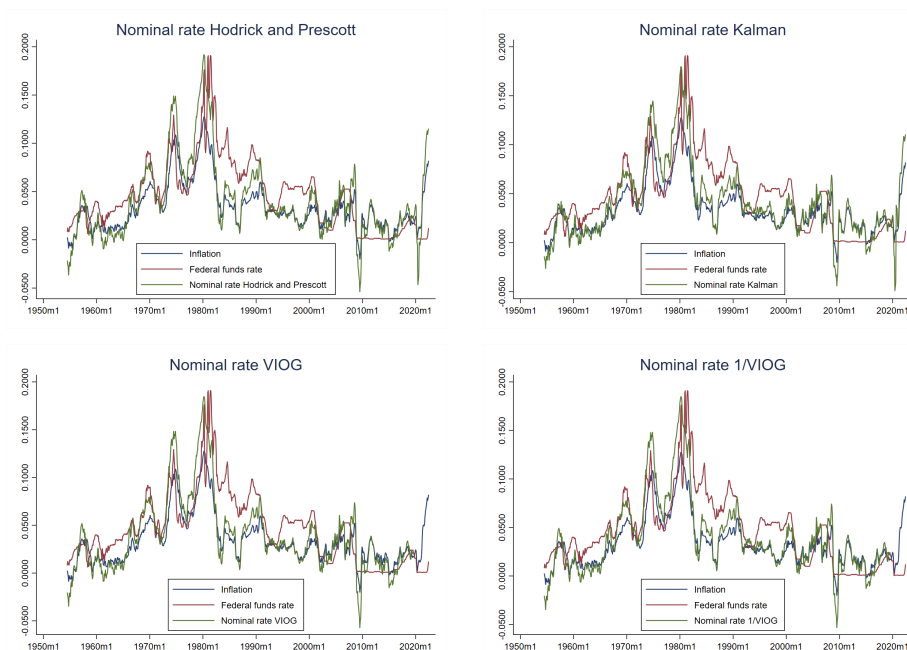 Nominal rate Hodrick and Prescott
0.2000
0.1500
0.1000
0.0500
0.0000
-0.0500
Inflation
Federal funds rate
Nominal rate Hodrick and Prescott
1950m1 1960m1 1970m1 1980m1 1990m1 2000m1 2010m1 2020m1
Nominal rate Kalman
0.2000
0.1500
0.1000
0.0500
0.0000
-0.0500
Inflation
Federal funds rate
Nominal rate Kalman
1950m1 1960m1 1970m1 1980m1 1990m1 2000m1 2010m1 2020m1
Nominal rate VIOG
0.2000
0.1500
0.1000
0.0500
0.0000
-0.0500
Inflation
Federal funds rate
Nominal rate VIOG
1950m1 1960m1 1970m1 1980m1 1990m1 2000m1 2010m1 2020m1
Nominal rate 1/VIOG
0.2000
0.1500
0.1000
0.0500
0.0000
-0.0500
Inflation
Federal funds rate
Nominal rate 1/VIOG
1950m1 1960m1 1970m1 1980m1 1990m1 2000m1 2010m1 2020m1